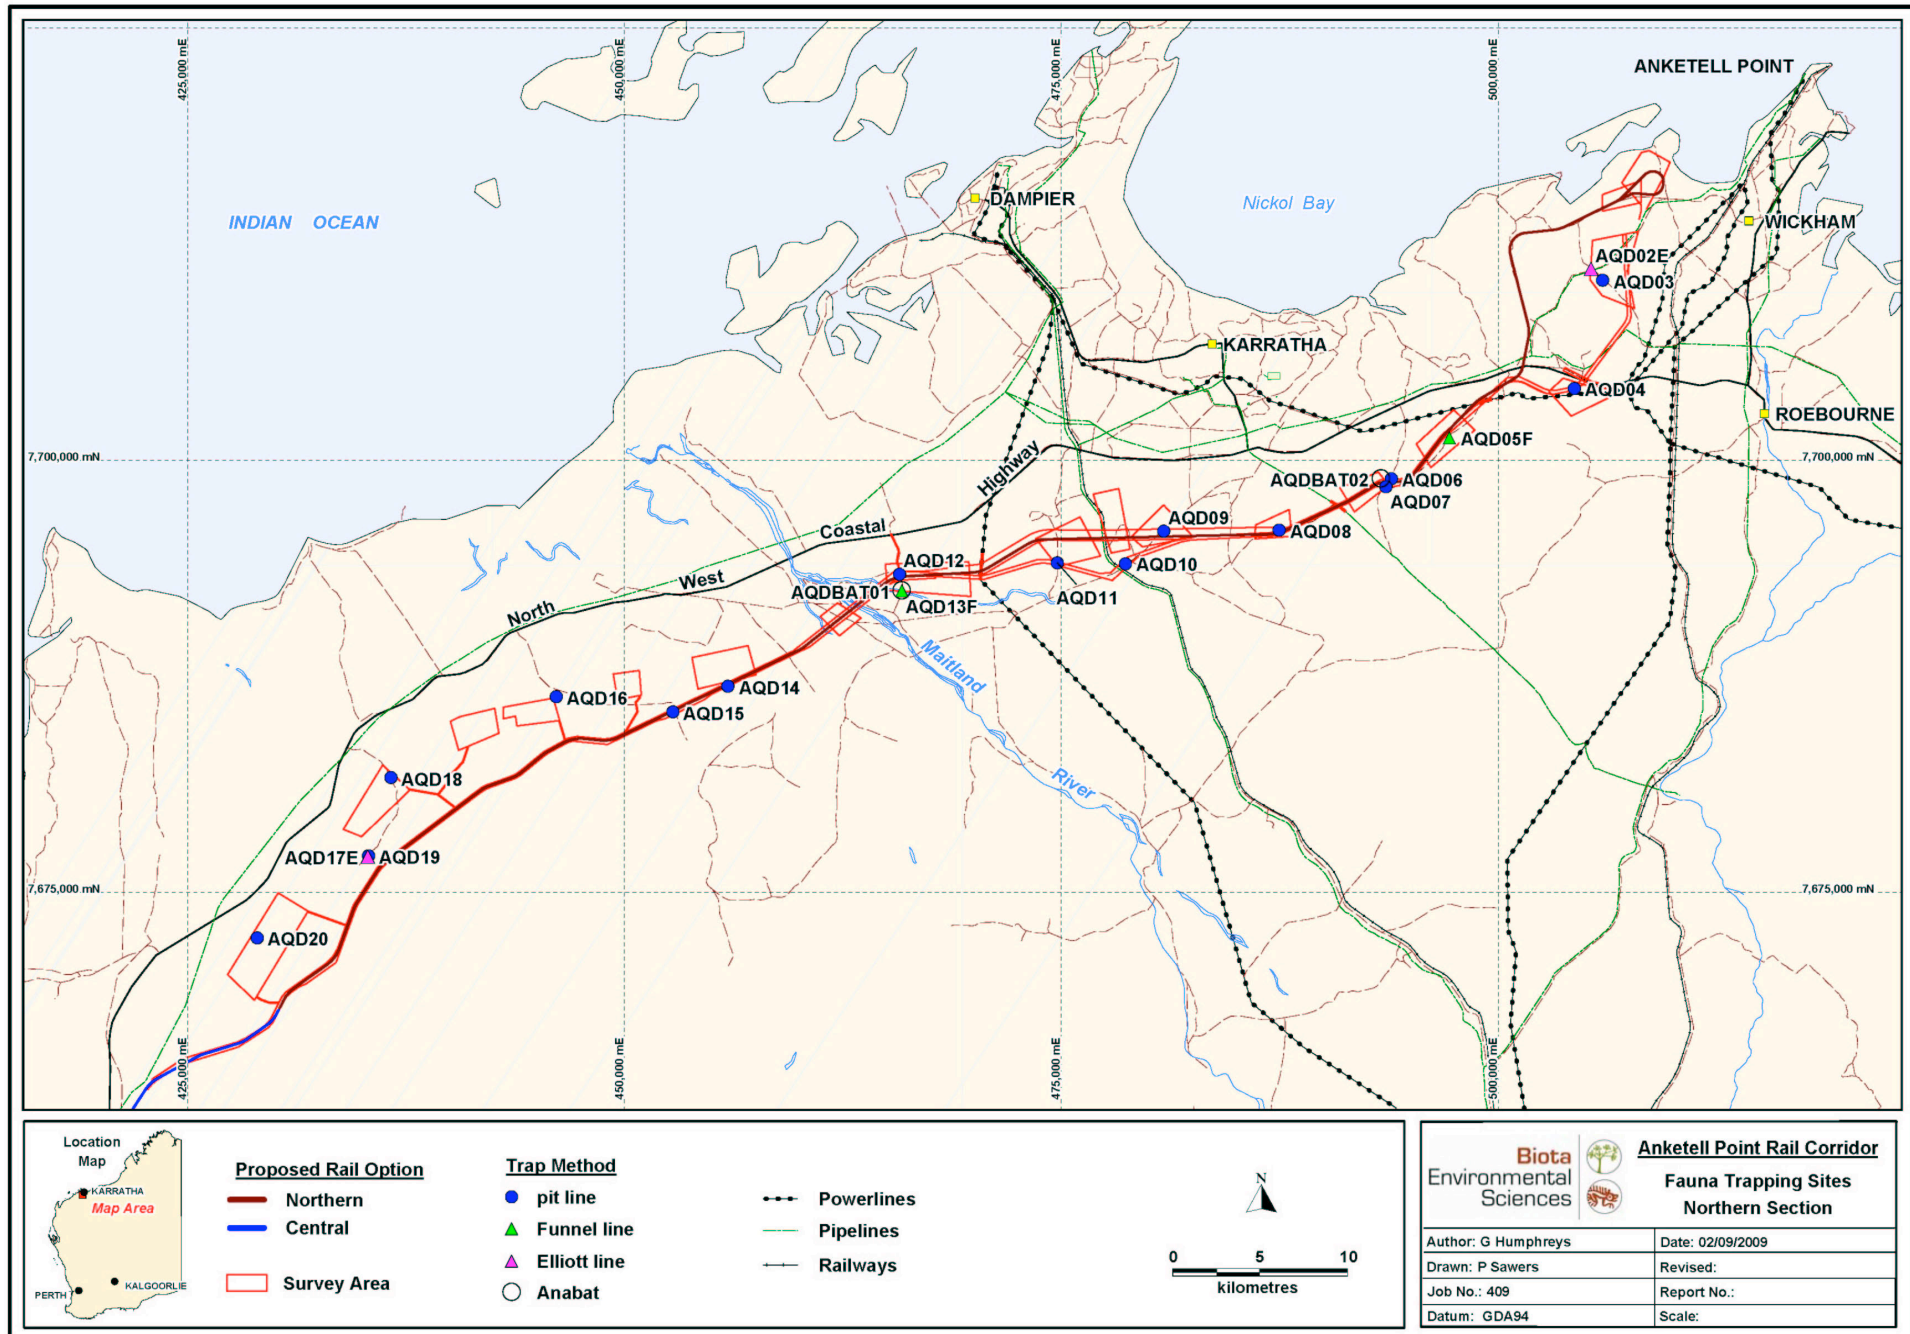 425,000 mE
450,000 mE
475,000 mE
500,000 mE
ANKETELL POINT
INDIAN OCEAN
DAMPIER
Nickol Bay
WICKHAM
AQD02E
AQD03
KARRATHA
AQD04
ROEBOURNE
AQD05F
7,700,000 mN
7,700,000 mN
Highway
AQDBAT02
AQD06
AQD07
AQD09
AQD08
Coastal
AQD12
AQD10
West
AQDBAT01
AQD13F
AQD11
North
Maitland
AQD14
AQD16
AQD15
River
AQD18
AQD17E
AQD19
7,675,000 mN
7,675,000 mN
AQD20
425,000 mE
450,000 mE
475,000 mE
500,000 mE
Location
Map
KARRATHA
Map Area
PERTH
KALGOORLIE
Proposed Rail Option
Northern
Central
Survey Area
Trap Method
pit line
Funnel line
Elliott line
Anabat
Powerlines
Pipelines
Railways
N
0 5 10
kilometres
Biota
Environmental
Sciences
Anketell Point Rail Corridor
Fauna Trapping Sites
Northern Section
Author: G Humphreys
Date: 02/09/2009
Drawn: P Sawers
Revised:
Job No.: 409
Report No.:
Datum: GDA94
Scale: